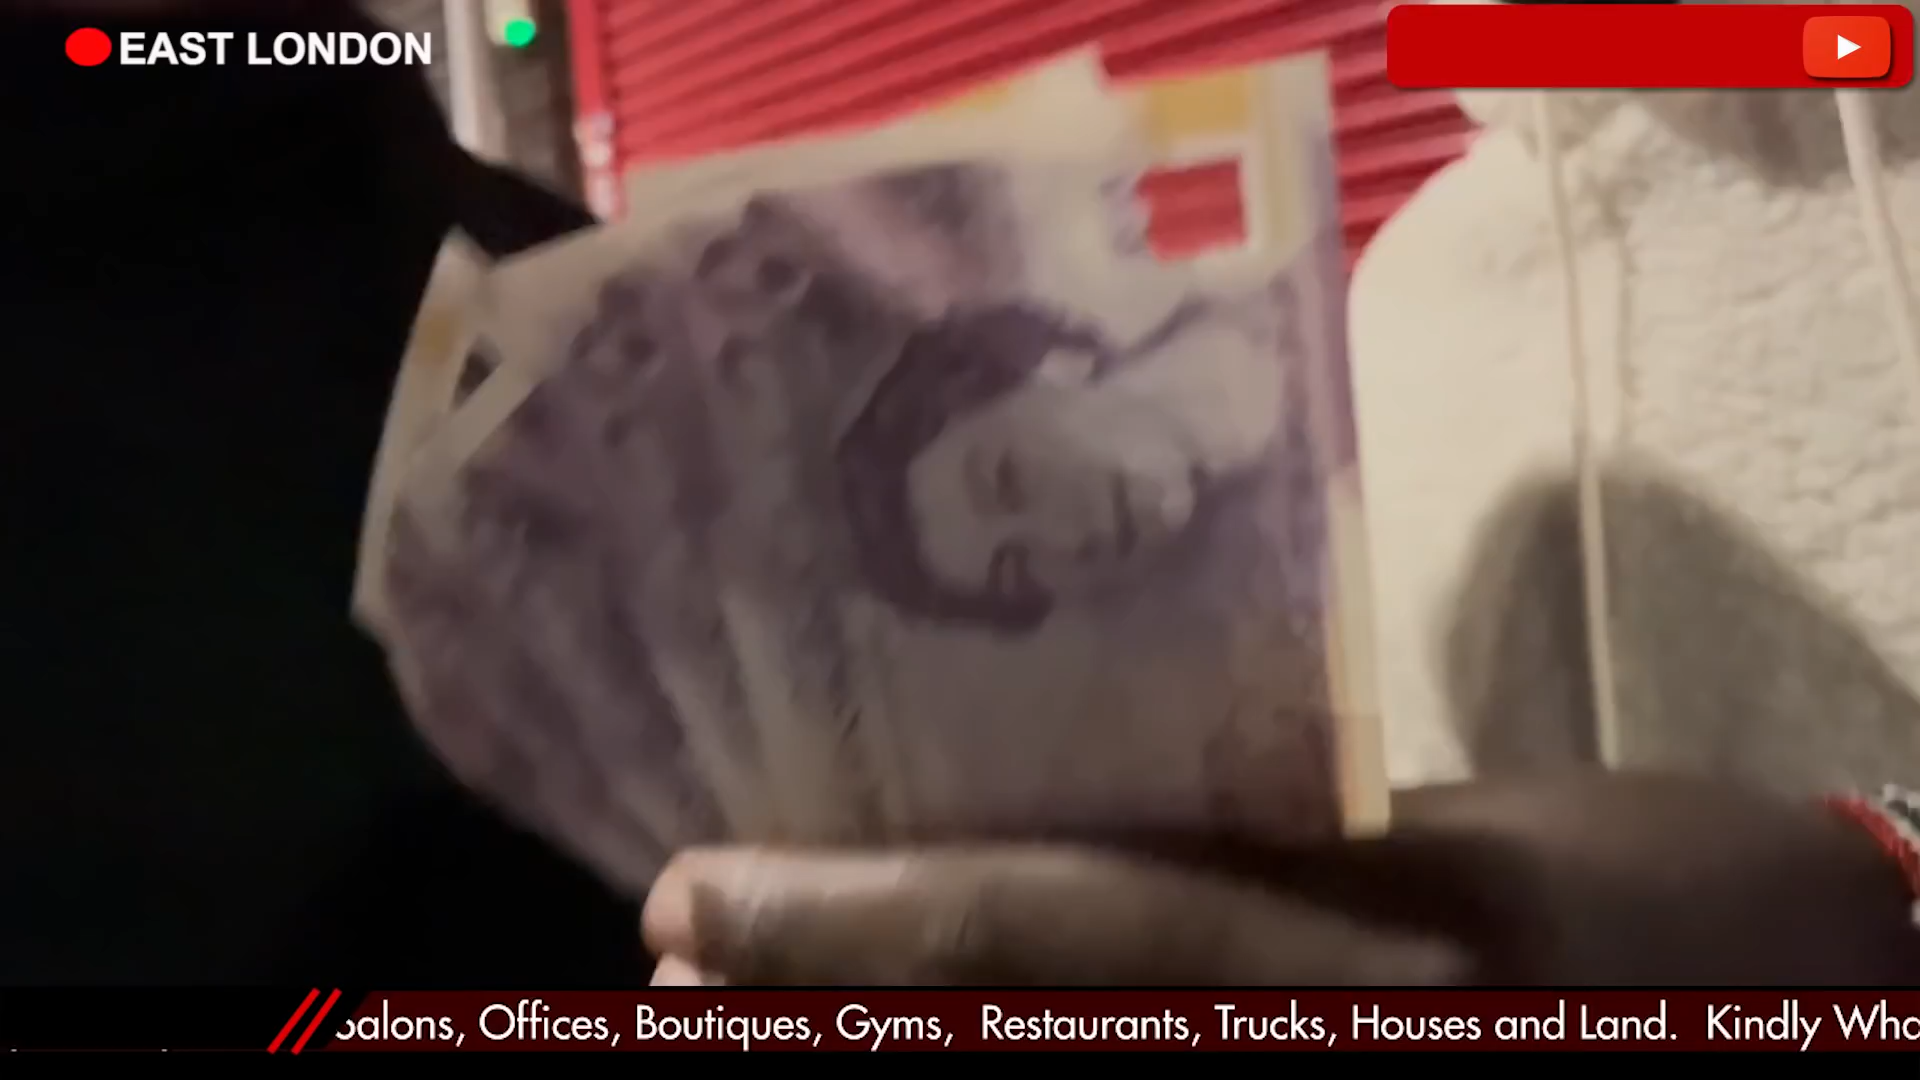 EAST LONDON
alons, Offices, Boutiques, Gyms, Restaurants, Trucks, Houses and Land. Kindly